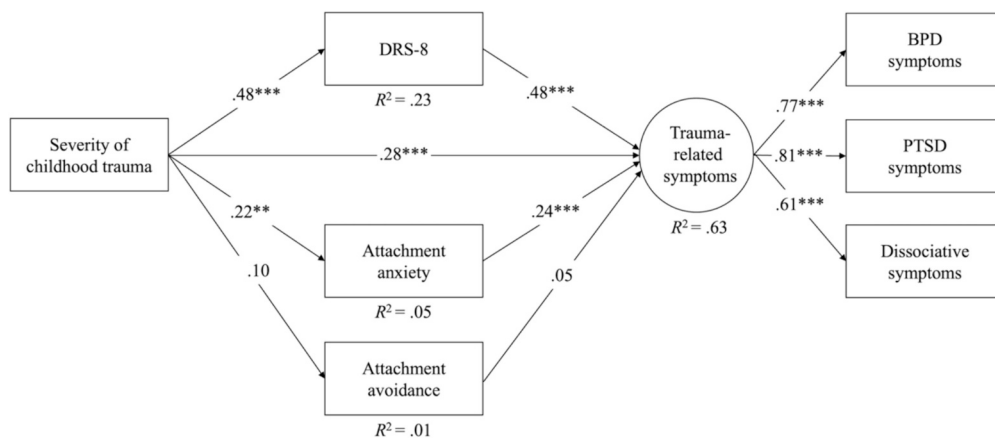 DRS-8
R² = .23
BPD
symptoms
.48***
.48***
.77***
Severity of
childhood trauma
.28***
Trauma-
related
symptoms
R² = .63
.81***
PTSD
symptoms
.22**
.24***
.61***
Attachment
anxiety
R² = .05
Dissociative
symptoms
.10
.05
Attachment
avoidance
R² = .01